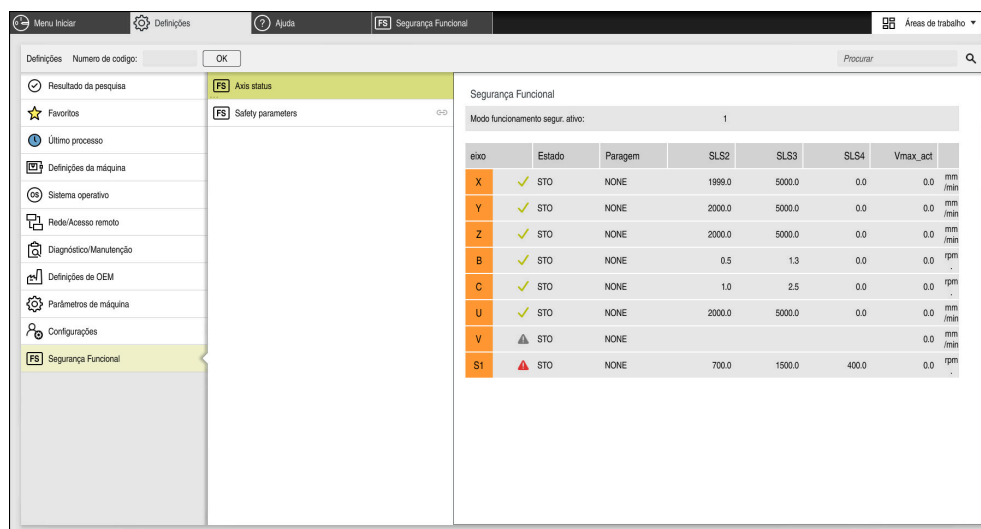 Menu Iniciar Definições Ajuda FS Segurança Funcional Áreas de trabalho
Definições Numero de codigo: OK Procurar
Resultado da pesquisa
Favoritos
Último processo
Definições da máquina
OS Sistema operativo
Rede/Acesso remoto
Diagnóstico/Manutenção
Definições de OEM
Parâmetros de máquina
Configurações
FS Segurança Funcional
FS Axis status
FS Safety parameters
Segurança Funcional
Modo funcionamento segur. ativo: 1
eixo Estado Paragem SLS2 SLS3 SLS4 Vmax_act
X STO NONE 1999.0 5000.0 0.0 0.0 mm/min
Y STO NONE 2000.0 5000.0 0.0 0.0 mm/min
Z STO NONE 2000.0 5000.0 0.0 0.0 mm/min
B STO NONE 0.5 1.3 0.0 0.0 rpm.
C STO NONE 1.0 2.5 0.0 0.0 rpm.
U STO NONE 2000.0 5000.0 0.0 0.0 mm/min
V STO NONE 0.0 mm/min
S1 STO NONE 700.0 1500.0 400.0 0.0 rpm.